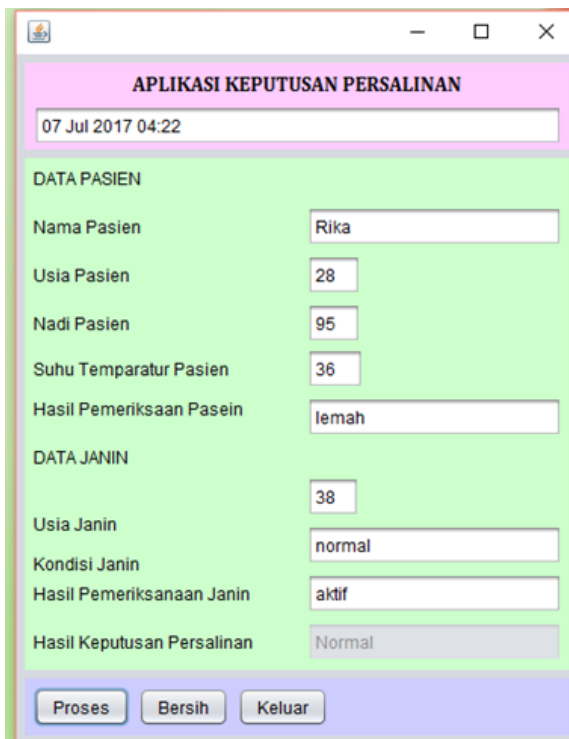 APLIKASI KEPUTUSAN PERSALINAN
07 Jul 2017 04:22
DATA PASIEN
Nama Pasien Rika
Usia Pasien 28
Nadi Pasien 95
Suhu Temparatur Pasien 36
Hasil Pemeriksaan Pasein lemah
DATA JANIN
Usia Janin 38
Kondisi Janin normal
Hasil Pemeriksanaan Janin aktif
Hasil Keputusan Persalinan Normal
Proses Bersih Keluar